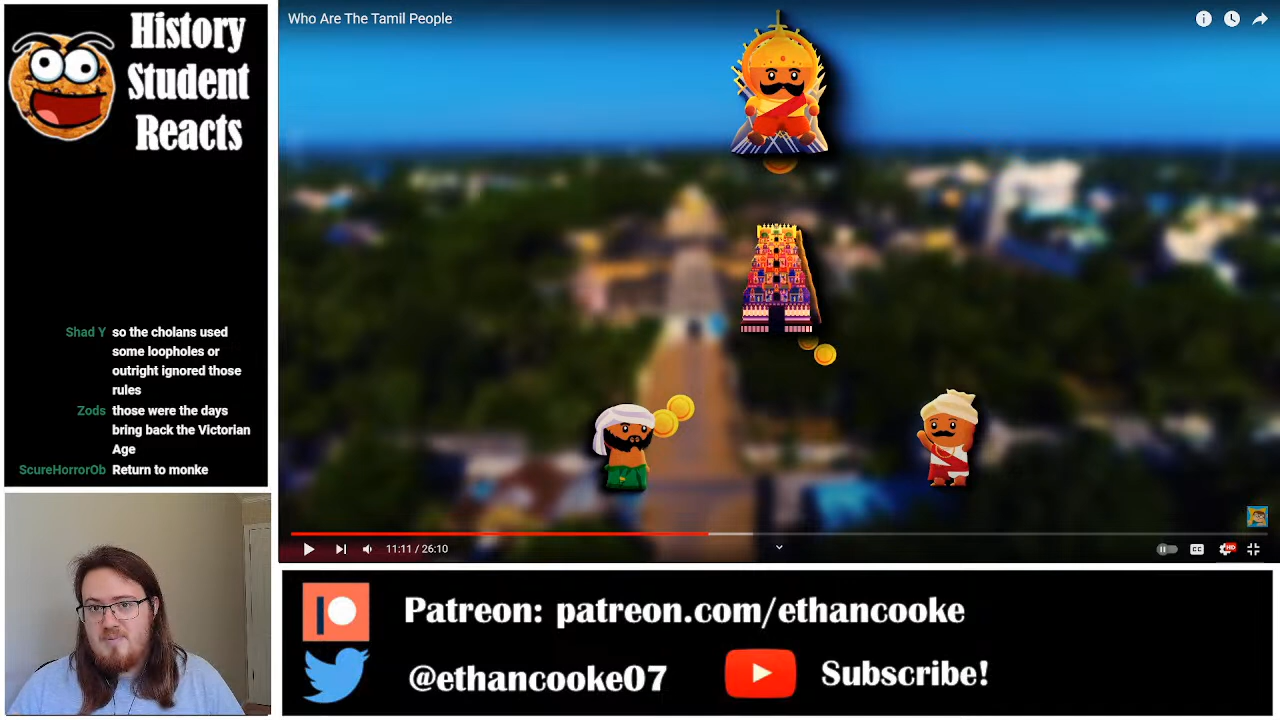 History
Student
Reacts
Who Are The Tamil People
Shad Y so the cholans used
some loopholes or
outright ignored those
rules
Zods those were the days
bring back the Victorian
Age
ScureHorrorOb Return to monke
11:11 / 26:10
CC
HD
Patreon: patreon.com/ethancooke
@ethancooke07
Subscribe!